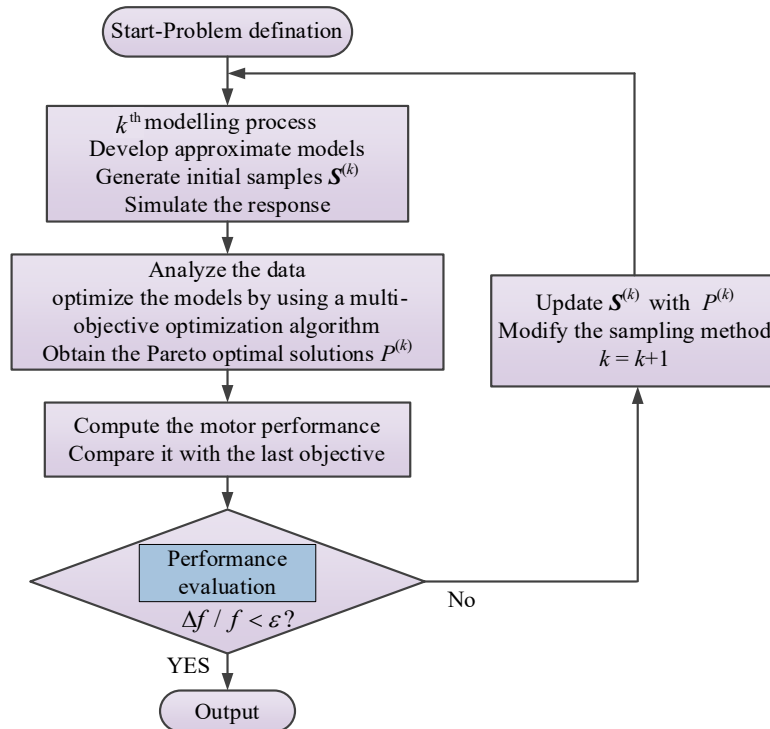 Start-Problem defination
k^th modelling process
Develop approximate models
Generate initial samples S^(k)
Simulate the response
Analyze the data
optimize the models by using a multi-
objective optimization algorithm
Obtain the Pareto optimal solutions P^(k)
Compute the motor performance
Compare it with the last objective
Performance
evaluation
Δf / f < ε?
No
Update S^(k) with P^(k)
Modify the sampling method
k = k+1
YES
Output